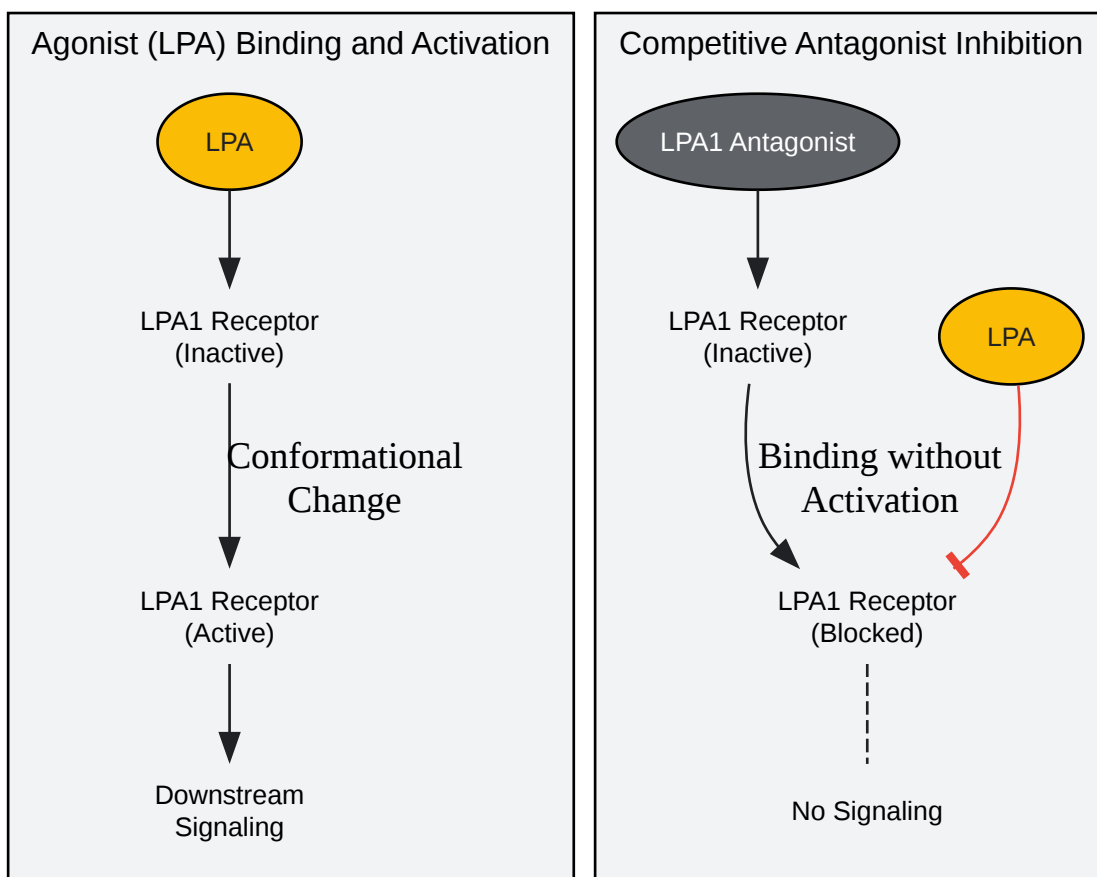 Agonist (LPA) Binding and Activation
LPA
LPA1 Receptor
(Inactive)
Conformational
Change
LPA1 Receptor
(Active)
Downstream
Signaling
Competitive Antagonist Inhibition
LPA1 Antagonist
LPA1 Receptor
(Inactive)
LPA
Binding without
Activation
LPA1 Receptor
(Blocked)
No Signaling